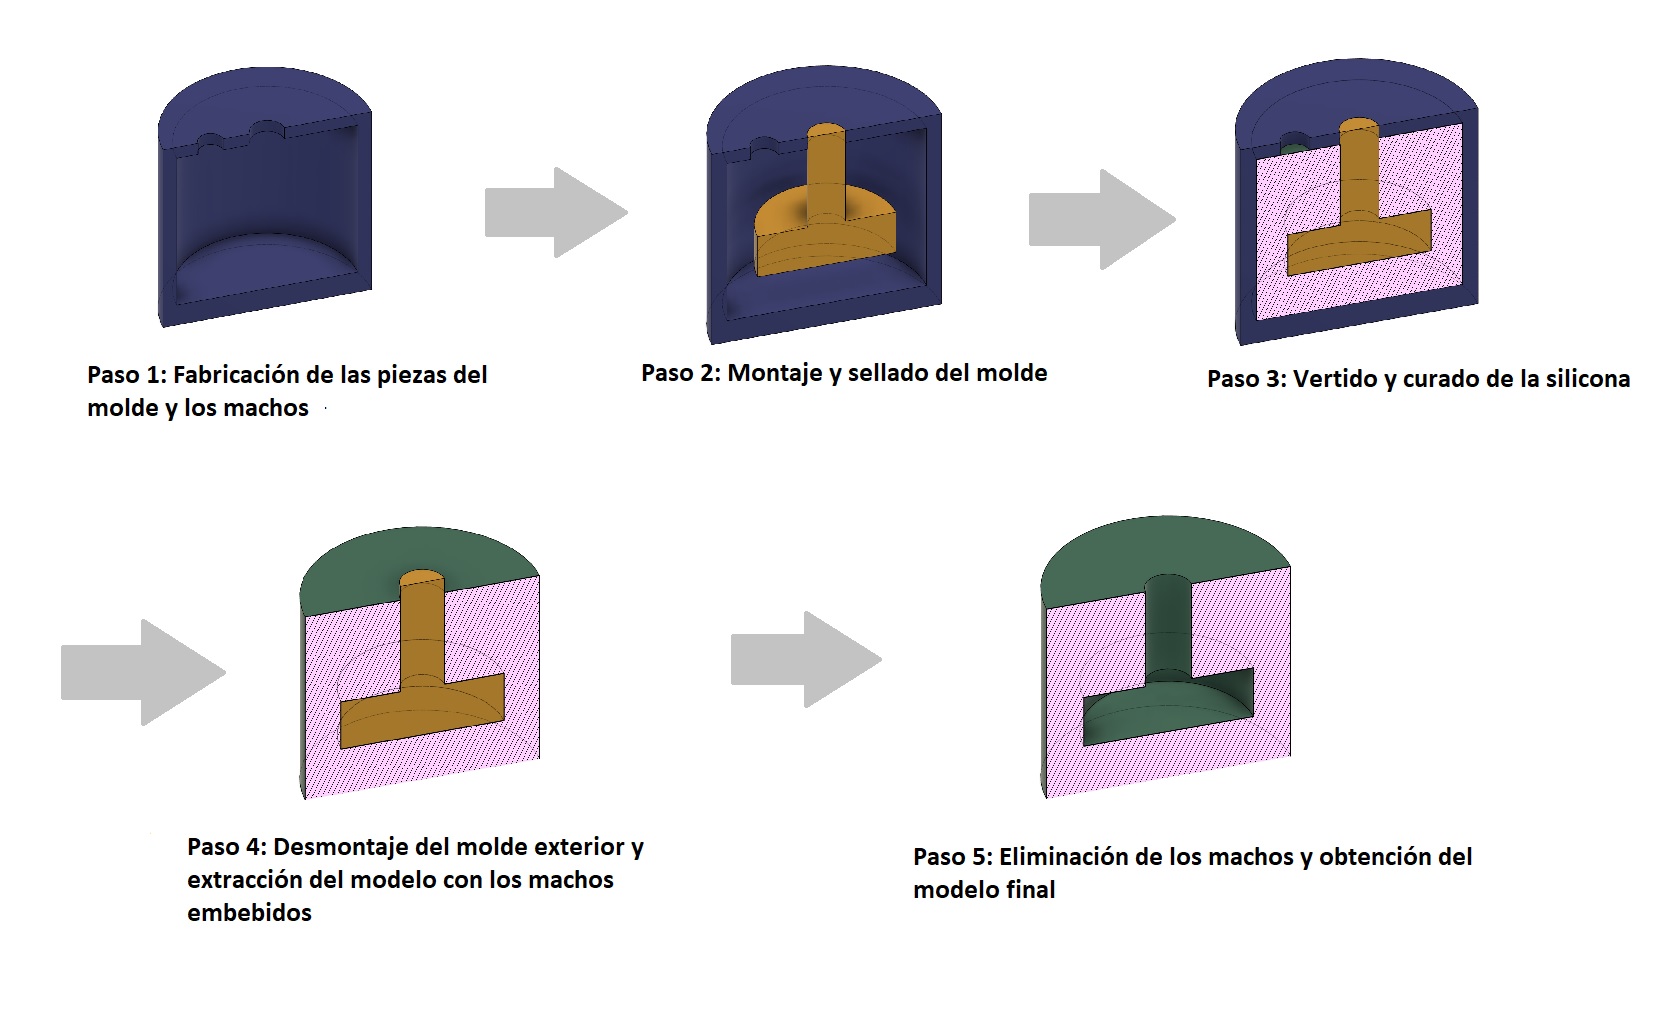 Paso 1: Fabricación de las piezas del
molde y los machos
Paso 2: Montaje y sellado del molde
Paso 3: Vertido y curado de la silicona
Paso 4: Desmontaje del molde exterior y
extracción del modelo con los machos
embebidos
Paso 5: Eliminación de los machos y obtención del
modelo final